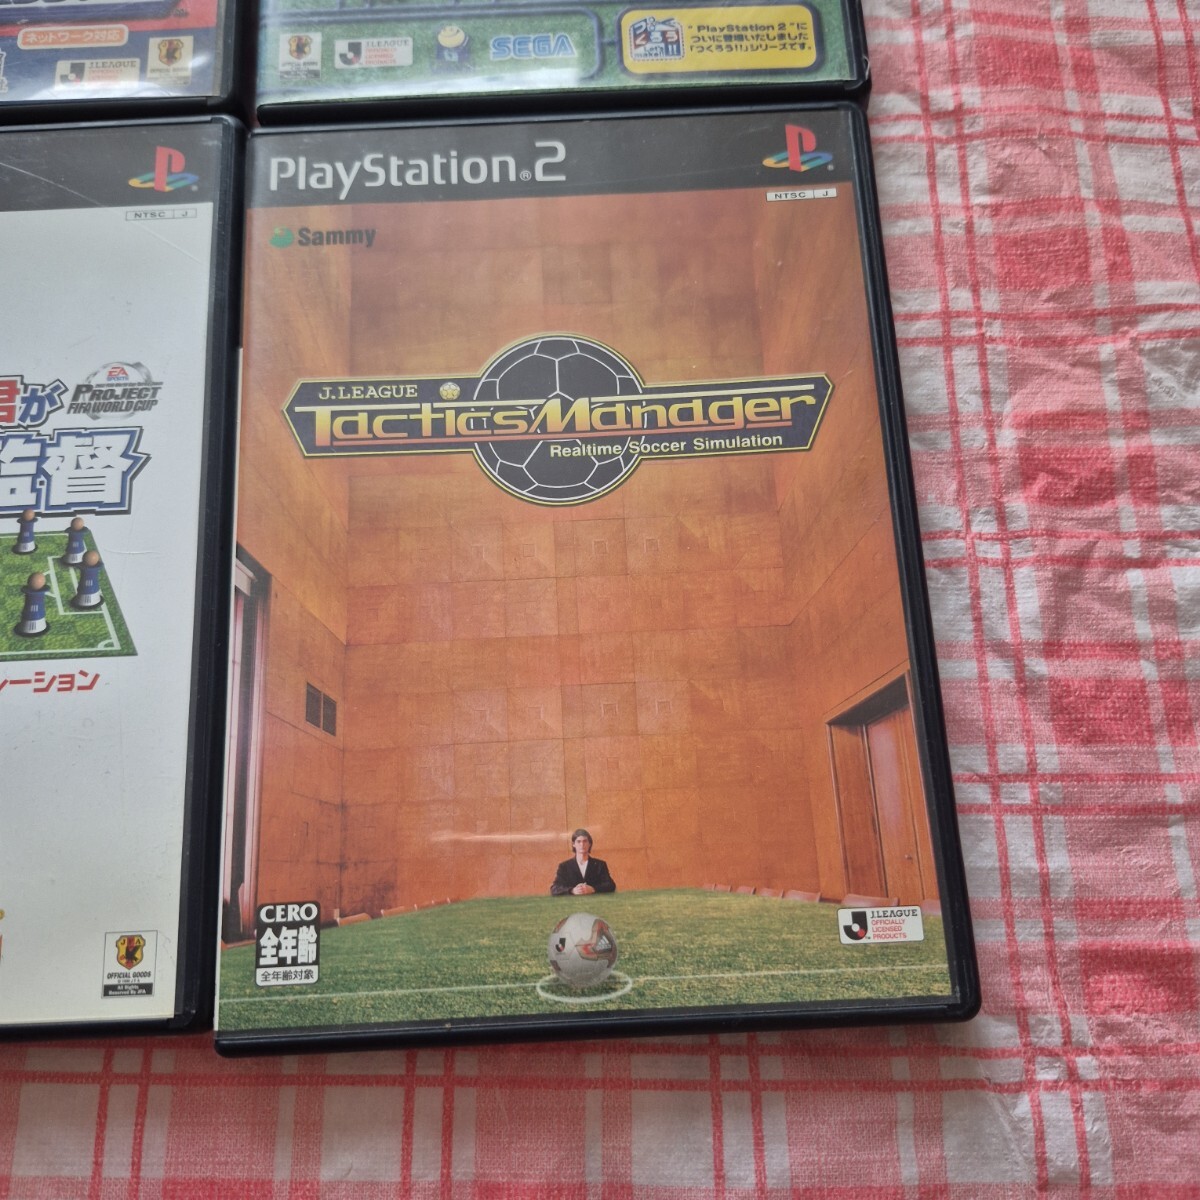 ネットワーク対応
J.LEAGUE
J.LEAGUE
SEGA
"PlayStation 2"に
ついに登場いたしました
「つくろう!!」シリーズです。
NTSC J
EA
PROJECT
FIFA WORLD CUP
君が
監督
レーション
OFFICIAL GOODS
PlayStation®2
NTSC J
Sammy
J.LEAGUE
Tactics Manager
Realtime Soccer Simulation
CERO
全年齢
全年齢対象
J.LEAGUE
OFFICIALLY
LICENSED
PRODUCTS